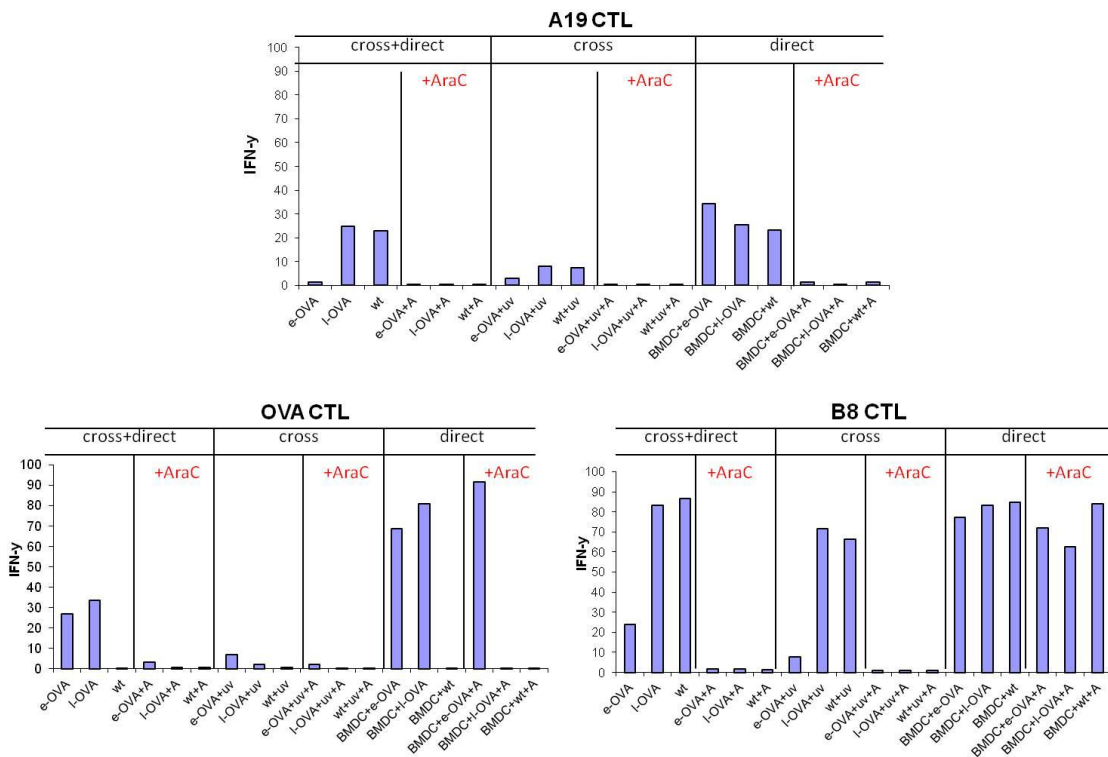 A19 CTL
cross+direct cross direct
+AraC +AraC +AraC
IFN-y
100
90
80
70
60
50
40
30
20
10
0
e-OVA l-OVA wt e-OVA+A l-OVA+A wt+A e-OVA+uv l-OVA+uv wt+uv e-OVA+uv+A l-OVA+uv+A wt+uv+A BMDC+e-OVA BMDC+l-OVA BMDC+wt BMDC+e-OVA+A BMDC+l-OVA+A BMDC+wt+A
OVA CTL
cross+direct cross direct
+AraC +AraC +AraC
IFN-y
100
90
80
70
60
50
40
30
20
10
0
e-OVA l-OVA wt e-OVA+A l-OVA+A wt+A e-OVA+uv l-OVA+uv wt+uv e-OVA+uv+A l-OVA+uv+A wt+uv+A BMDC+e-OVA BMDC+l-OVA BMDC+wt BMDC+e-OVA+A BMDC+l-OVA+A BMDC+wt+A
B8 CTL
cross+direct cross direct
+AraC +AraC +AraC
IFN-y
100
90
80
70
60
50
40
30
20
10
0
e-OVA l-OVA wt e-OVA+A l-OVA+A wt+A e-OVA+uv l-OVA+uv wt+uv e-OVA+uv+A l-OVA+uv+A wt+uv+A BMDC+e-OVA BMDC+l-OVA BMDC+wt BMDC+e-OVA+A BMDC+l-OVA+A BMDC+wt+A